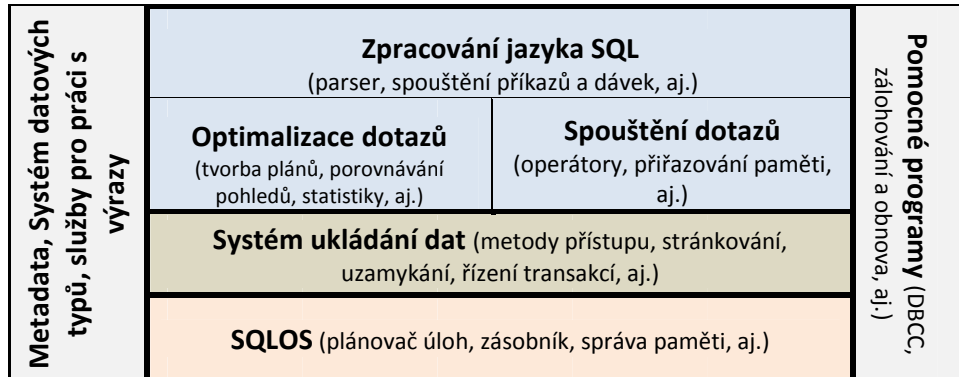 Metadata, Systém datových
typů, služby pro práci s
výrazy
Zpracování jazyka SQL
(parser, spouštění příkazů a dávek, aj.)
Optimalizace dotazů
(tvorba plánů, porovnávání
pohledů, statistiky, aj.)
Spouštění dotazů
(operátory, přiřazování paměti,
aj.)
Systém ukládání dat (metody přístupu, stránkování,
uzamykání, řízení transakcí, aj.)
SQLOS (plánovač úloh, zásobník, správa paměti, aj.)
Pomocné programy (DBCC,
zálohování a obnova, aj.)